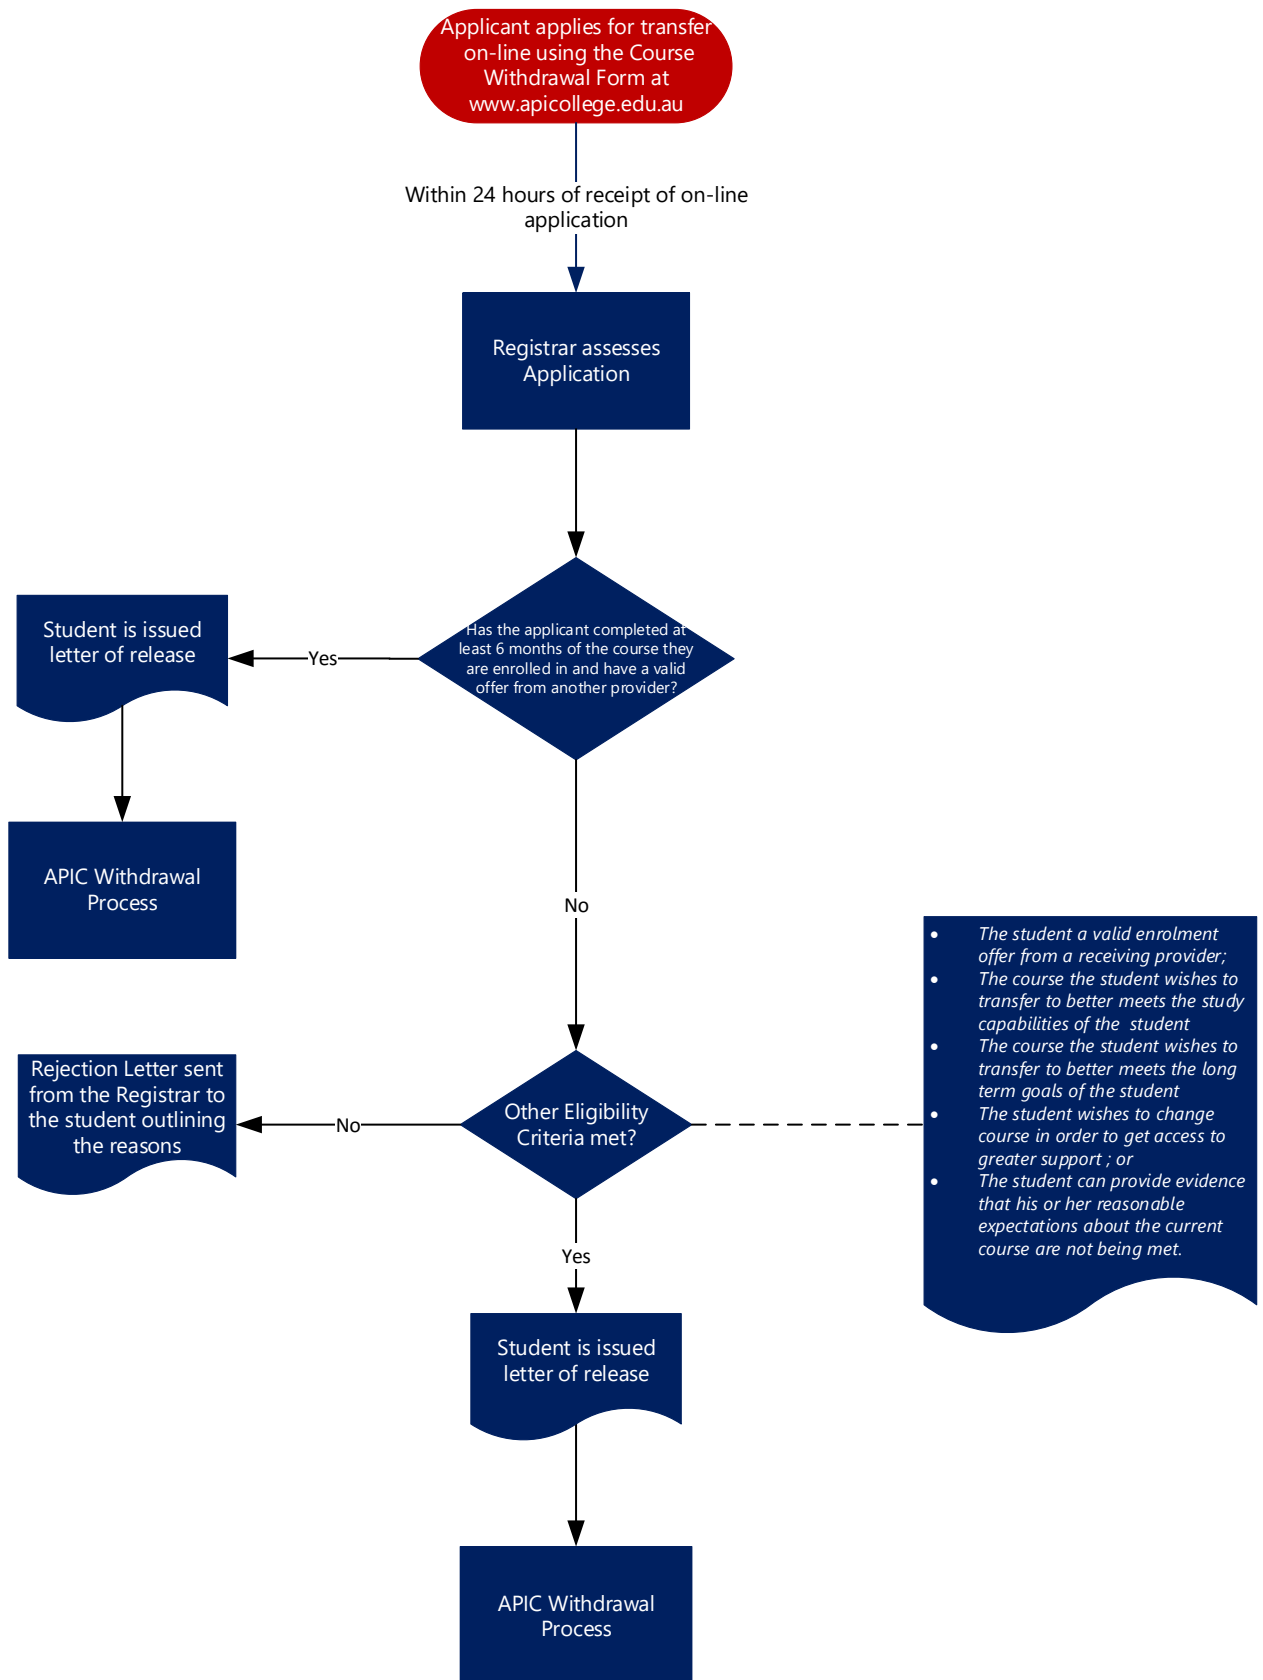 Applicant applies for transfer
on-line using the Course
Withdrawal Form at
www.apicollege.edu.au
Within 24 hours of receipt of on-line
application
Registrar assesses
Application
Has the applicant completed at
least 6 months of the course they
are enrolled in and have a valid
offer from another provider?
Yes
Student is issued
letter of release
APIC Withdrawal
Process
No
Other Eligibility
Criteria met?
• The student a valid enrolment
offer from a receiving provider;
• The course the student wishes to
transfer to better meets the study
capabilities of the  student
• The course the student wishes to
transfer to better meets the long
term goals of the student
• The student wishes to change
course in order to get access to
greater support ; or
• The student can provide evidence
that his or her reasonable
expectations about the current
course are not being met.
No
Rejection Letter sent
from the Registrar to
the student outlining
the reasons
Yes
Student is issued
letter of release
APIC Withdrawal
Process